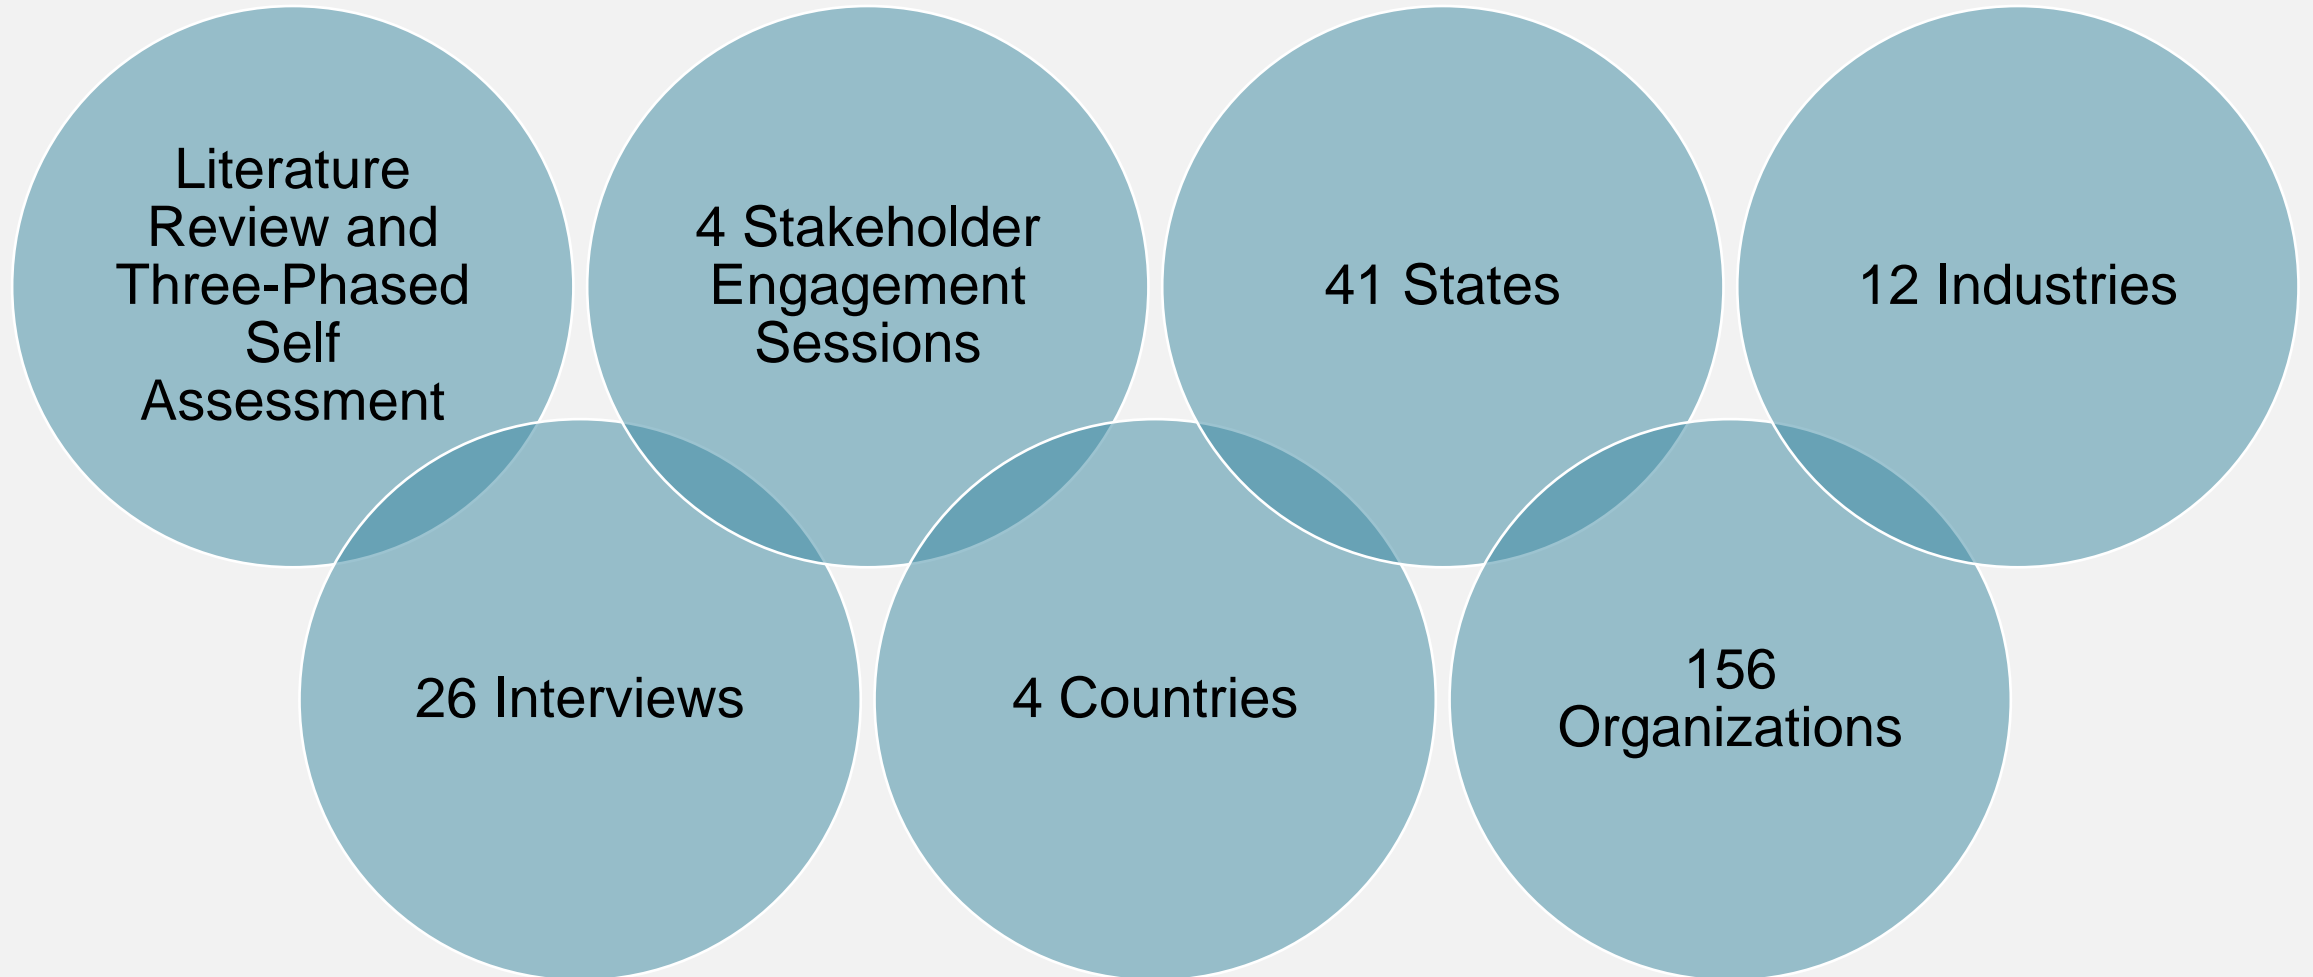 Literature
Review and
Three-Phased
Self
Assessment
4 Stakeholder
Engagement
Sessions
41 States
12 Industries
26 Interviews
4 Countries
156
Organizations